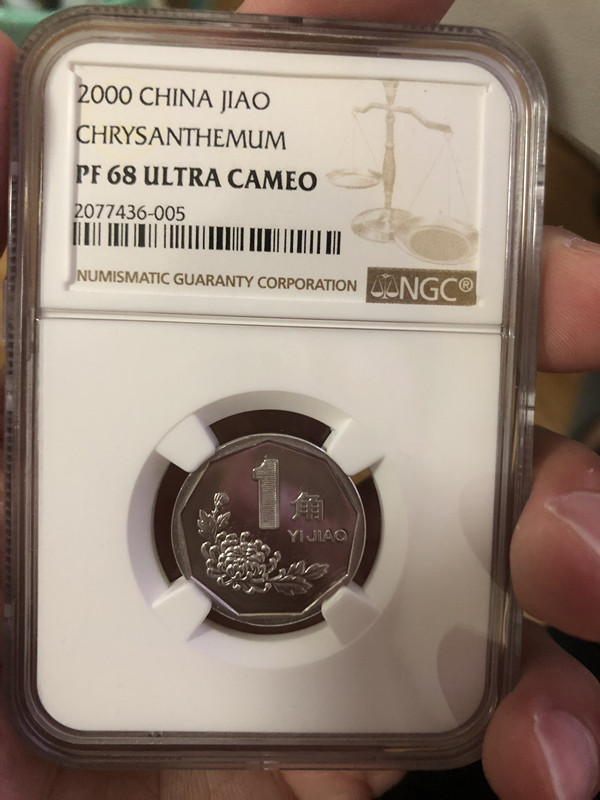 2000 CHINA JIAO
CHRYSANTHEMUM
PF 68 ULTRA CAMEO
2077436-005
NUMISMATIC GUARANTY CORPORATION NGC®
1 角
YI JIAO